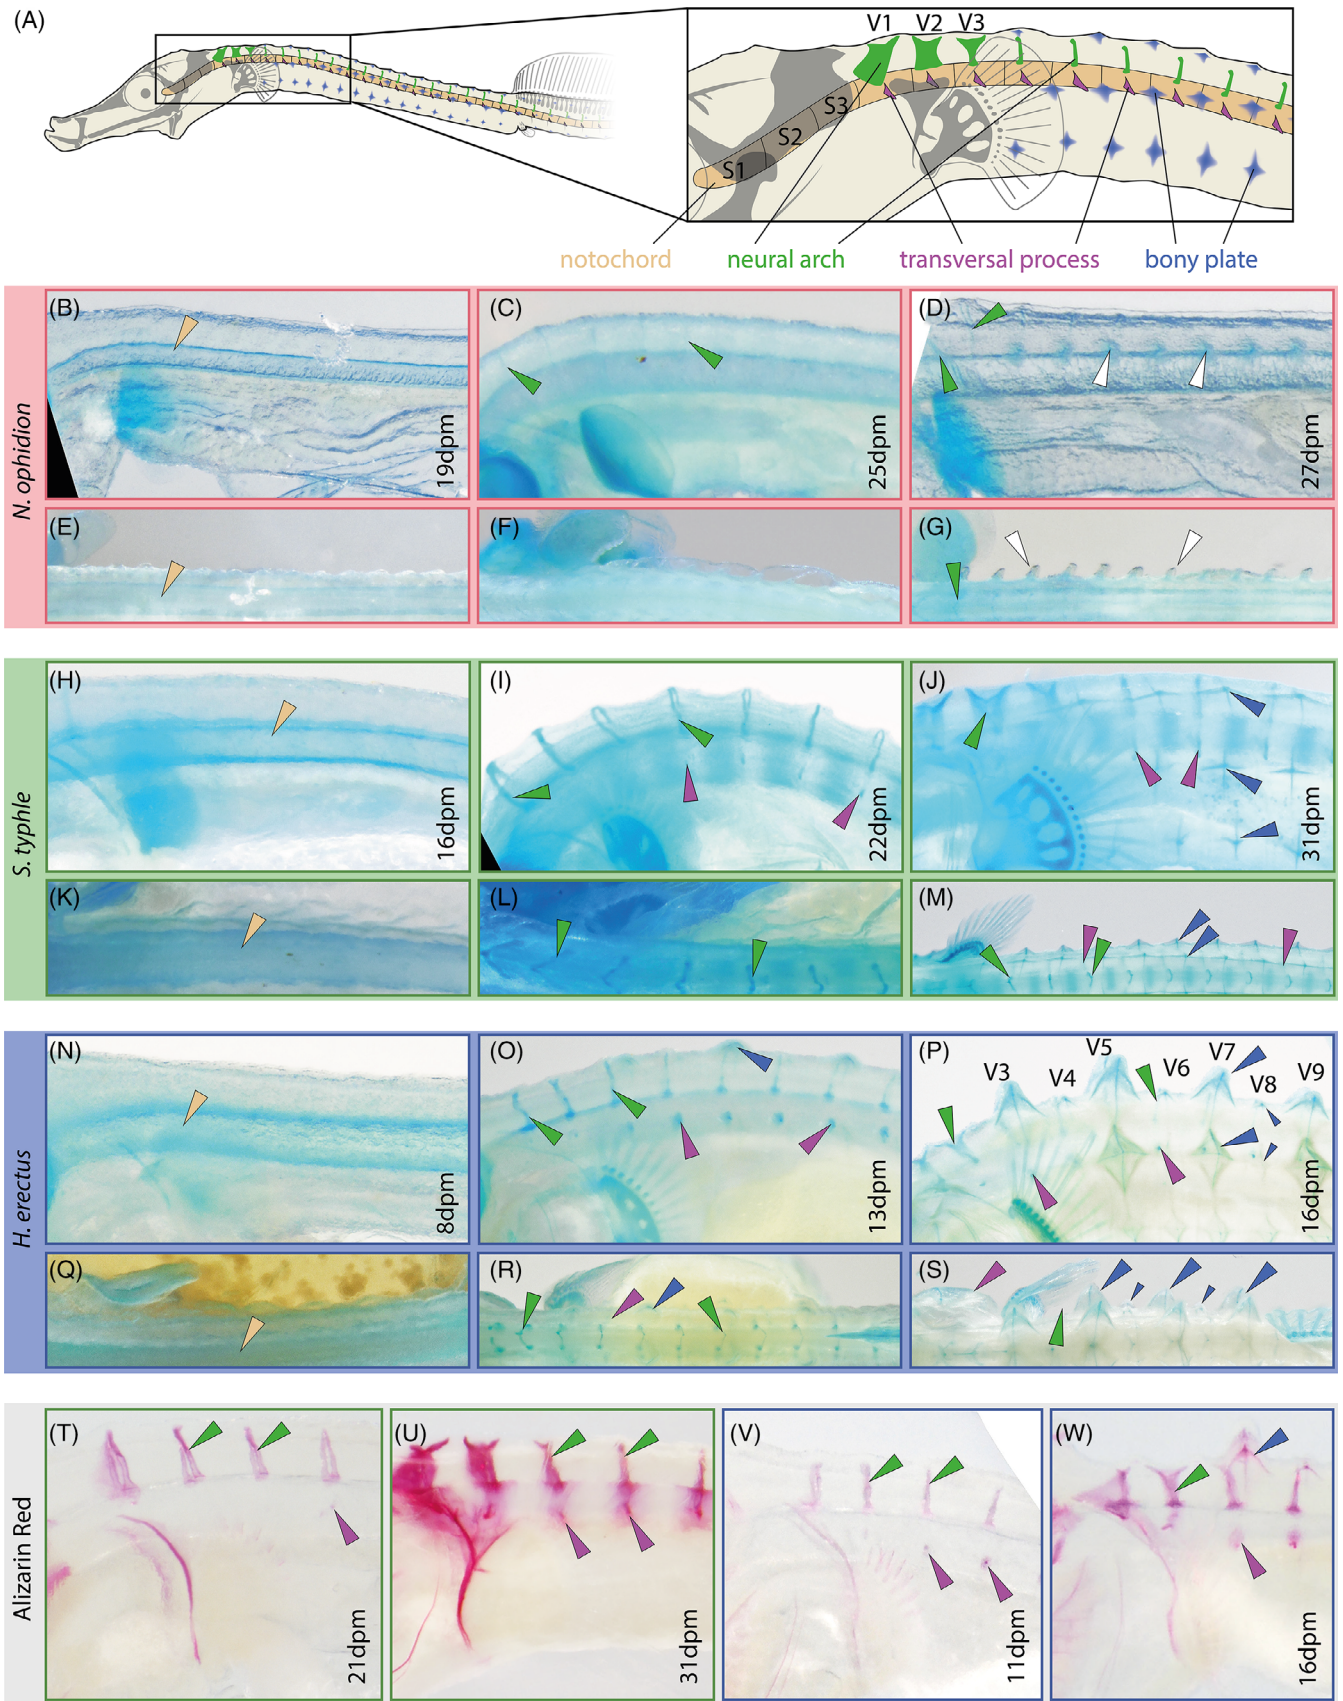 (A)
V1 V2 V3
S3
S2
S1
notochord neural arch transversal process bony plate
N. ophidion
(B) 19dpm
(C) 25dpm
(D) 27dpm
(E)
(F)
(G)
S. typhle
(H) 16dpm
(I) 22dpm
(J) 31dpm
(K)
(L)
(M)
H. erectus
(N) 8dpm
(O) 13dpm
(P) V3 V4 V5 V6 V7 V8 V9 16dpm
(Q)
(R)
(S)
Alizarin Red
(T) 21dpm
(U) 31dpm
(V) 11dpm
(W) 16dpm